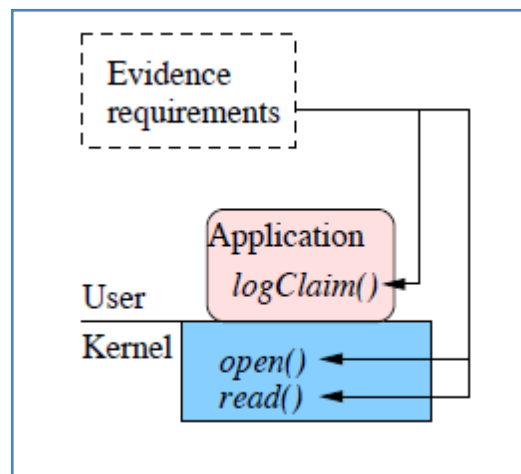 Evidence
requirements
Application
logClaim()
User
Kernel
open()
read()